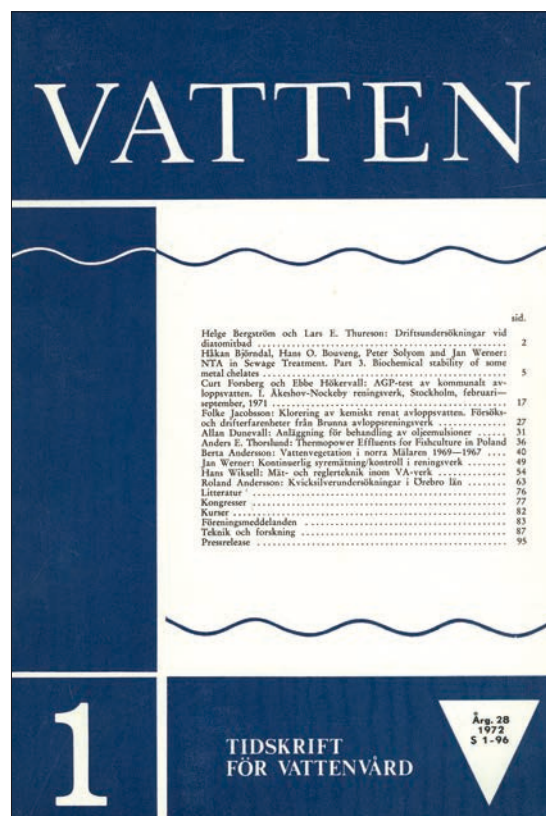 VATTEN
sid.
Helge Bergström och Lars E. Thureson: Driftsundersökningar vid
diatomitbad ........................................ 2
Håkan Björndal, Hans O. Bouveng, Peter Solyom and Jan Werner:
NTA in Sewage Treatment. Part 3. Biochemical stability of some
metal chelates ........................................ 5
Curt Forsberg och Ebbe Hökervall: AGP-test av kommunalt av-
loppsvatten. I. Åkeshov-Nockeby reningsverk, Stockholm, februari—
september, 1971 ........................................ 17
Folke Jacobsson: Klorering av kemiskt renat avloppsvatten. Försöks-
och drifterfarenheter från Brunna avloppsreningsverk ........ 27
Allan Dunevall: Anläggning för behandling av oljeemulsioner ...... 31
Anders E. Thorslund: Thermopower Effluents for Fishculture in Poland 36
Berta Andersson: Vattenvegetation i norra Mälaren 1969—1967 .... 40
Jan Werner: Kontinuerlig syremätning/kontroll i reningsverk ...... 49
Hans Wiksell: Mät- och reglerteknik inom VA-verk .............. 54
Roland Andersson: Kvicksilverundersökningar i Örebro län ........ 63
Litteratur ........................................ 76
Kongresser ........................................ 77
Kurser ........................................ 82
Föreningsmeddelanden ........................................ 83
Teknik och forskning ........................................ 87
Pressrelease ........................................ 95
1
TIDSKRIFT
FÖR VATTENVÅRD
Årg. 28
1972
S 1-96